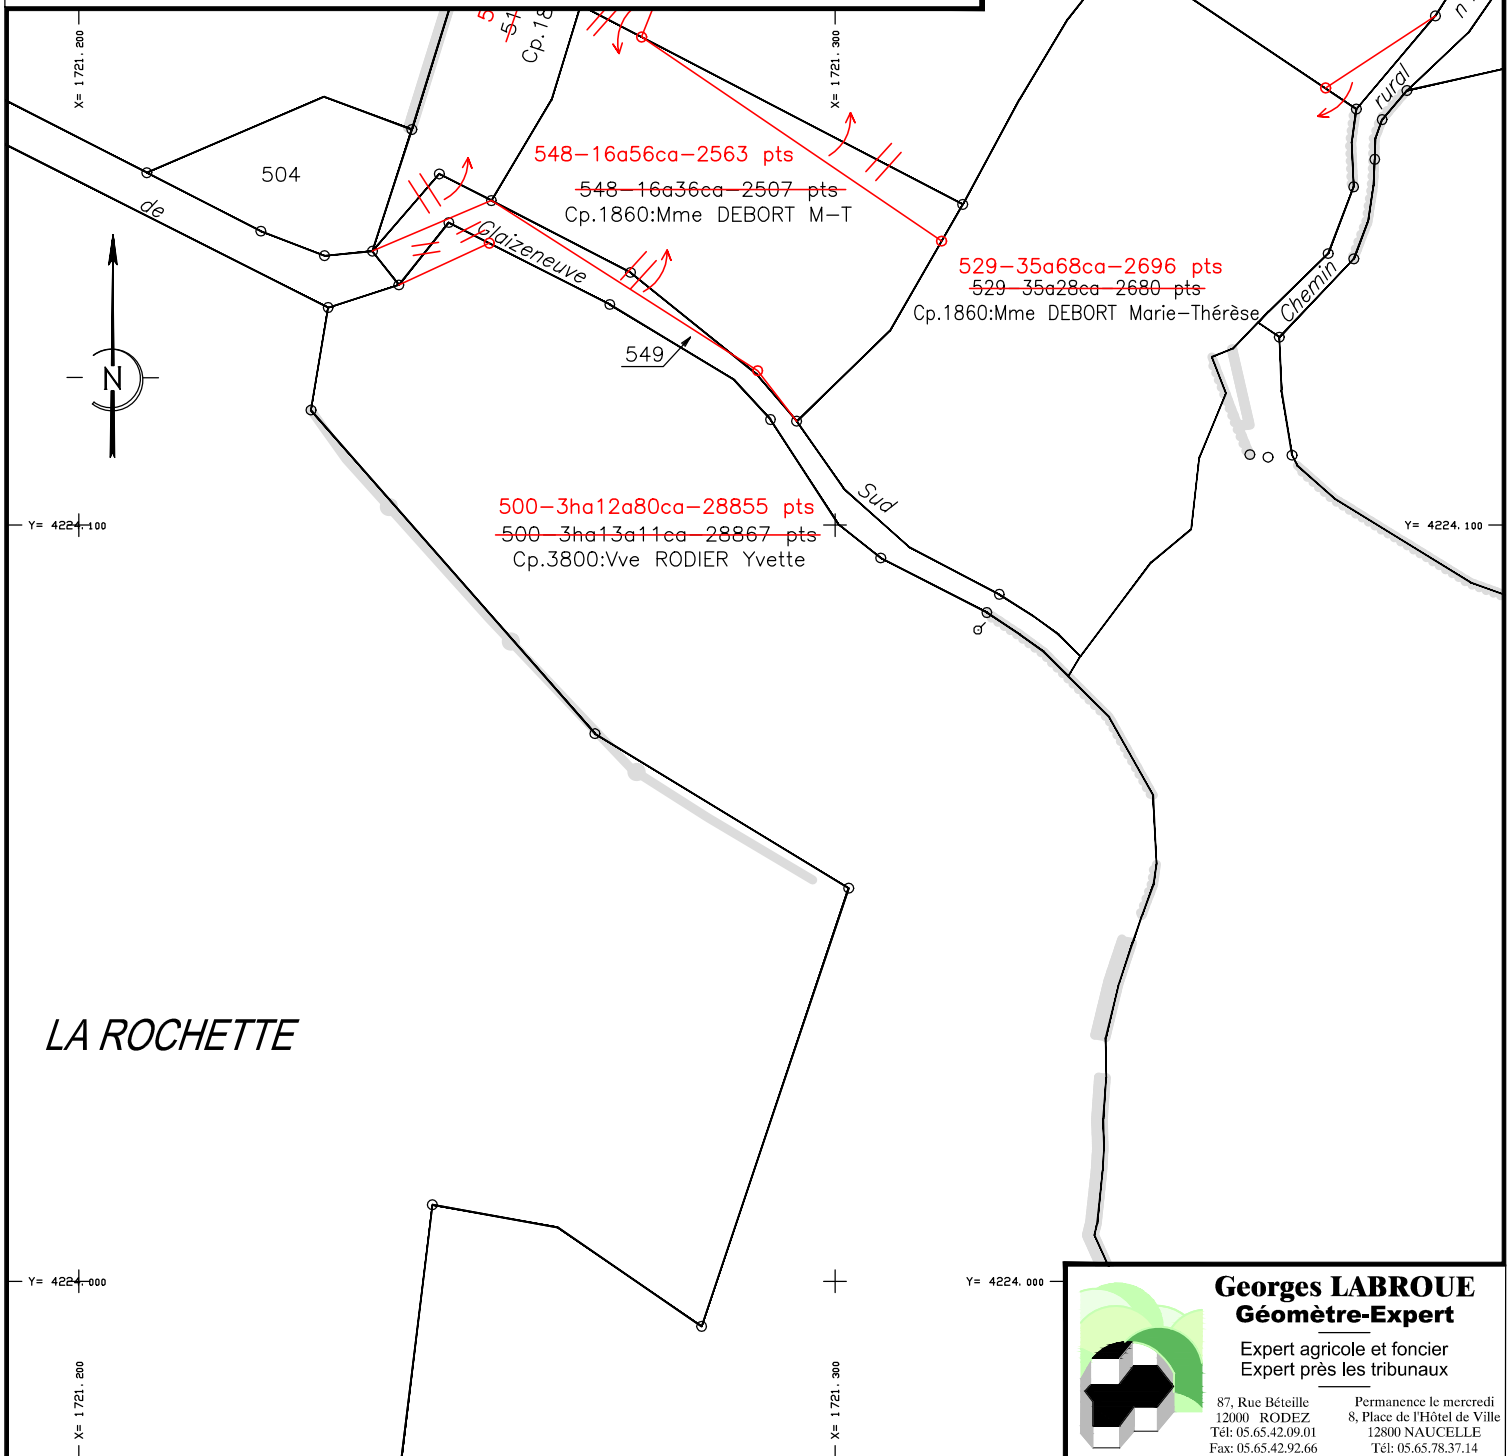 X= 1721.200
X= 1721.300
Cp.18
rural
504
de
548-16a56ca-2563 pts
548-16a36ca-2507 pts
Cp.1860:Mme DEBORT M-T
Claizeneuve
529-35a68ca-2696 pts
529-35a28ca-2680 pts
Cp.1860:Mme DEBORT Marie-Thérèse
Chemin
549
N
Sud
500-3ha12a80ca-28855 pts
500-3ha13a11ca-28867 pts
Cp.3800:Vve RODIER Yvette
Y= 4224.100
Y= 4224.100
LA ROCHETTE
Y= 4224.000
Y= 4224.000
X= 1721.200
X= 1721.300
Georges LABROUE
Géomètre-Expert
Expert agricole et foncier
Expert près les tribunaux
87, Rue Béteille
12000 RODEZ
Tél: 05.65.42.09.01
Fax: 05.65.42.92.66
Permanence le mercredi
8, Place de l'Hôtel de Ville
12800 NAUCELLE
Tél: 05.65.78.37.14